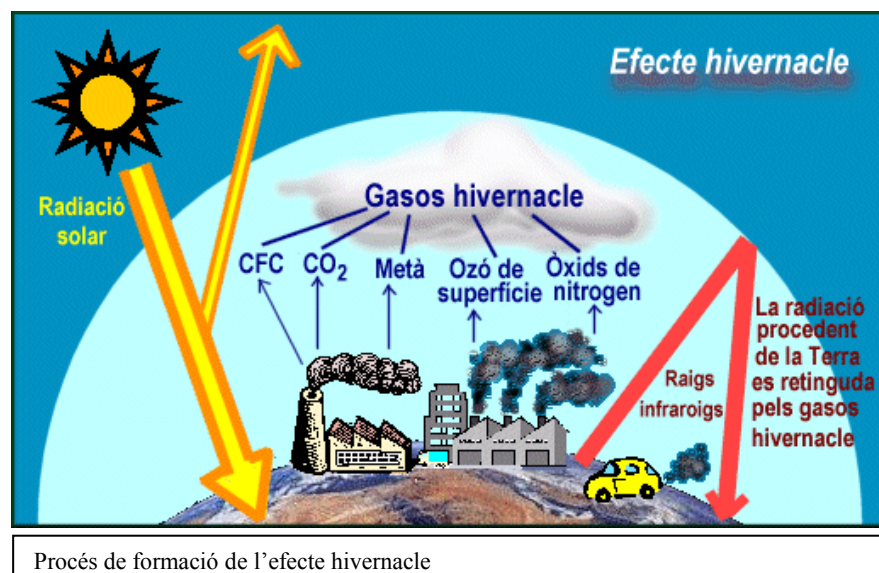 Efecte hivernacle
Radiació
solar
Gasos hivernacle
CFC
CO₂
Metà
Ozó de
superfície
Òxids de
nitrogen
Raigs
infraroigs
La radiació
procedent
de la Terra
es retinguda
pels gasos
hivernacle
Procés de formació de l’efecte hivernacle